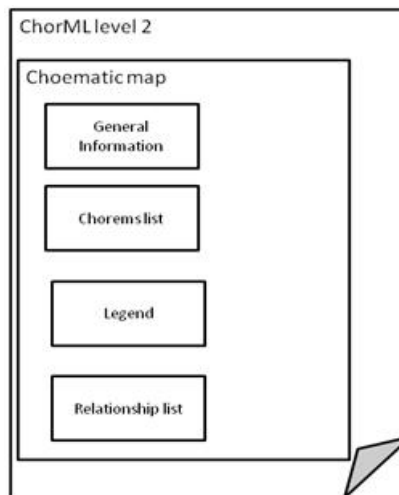 ChorML level 2
Choematic map
General
Information
Chorems list
Legend
Relationship list